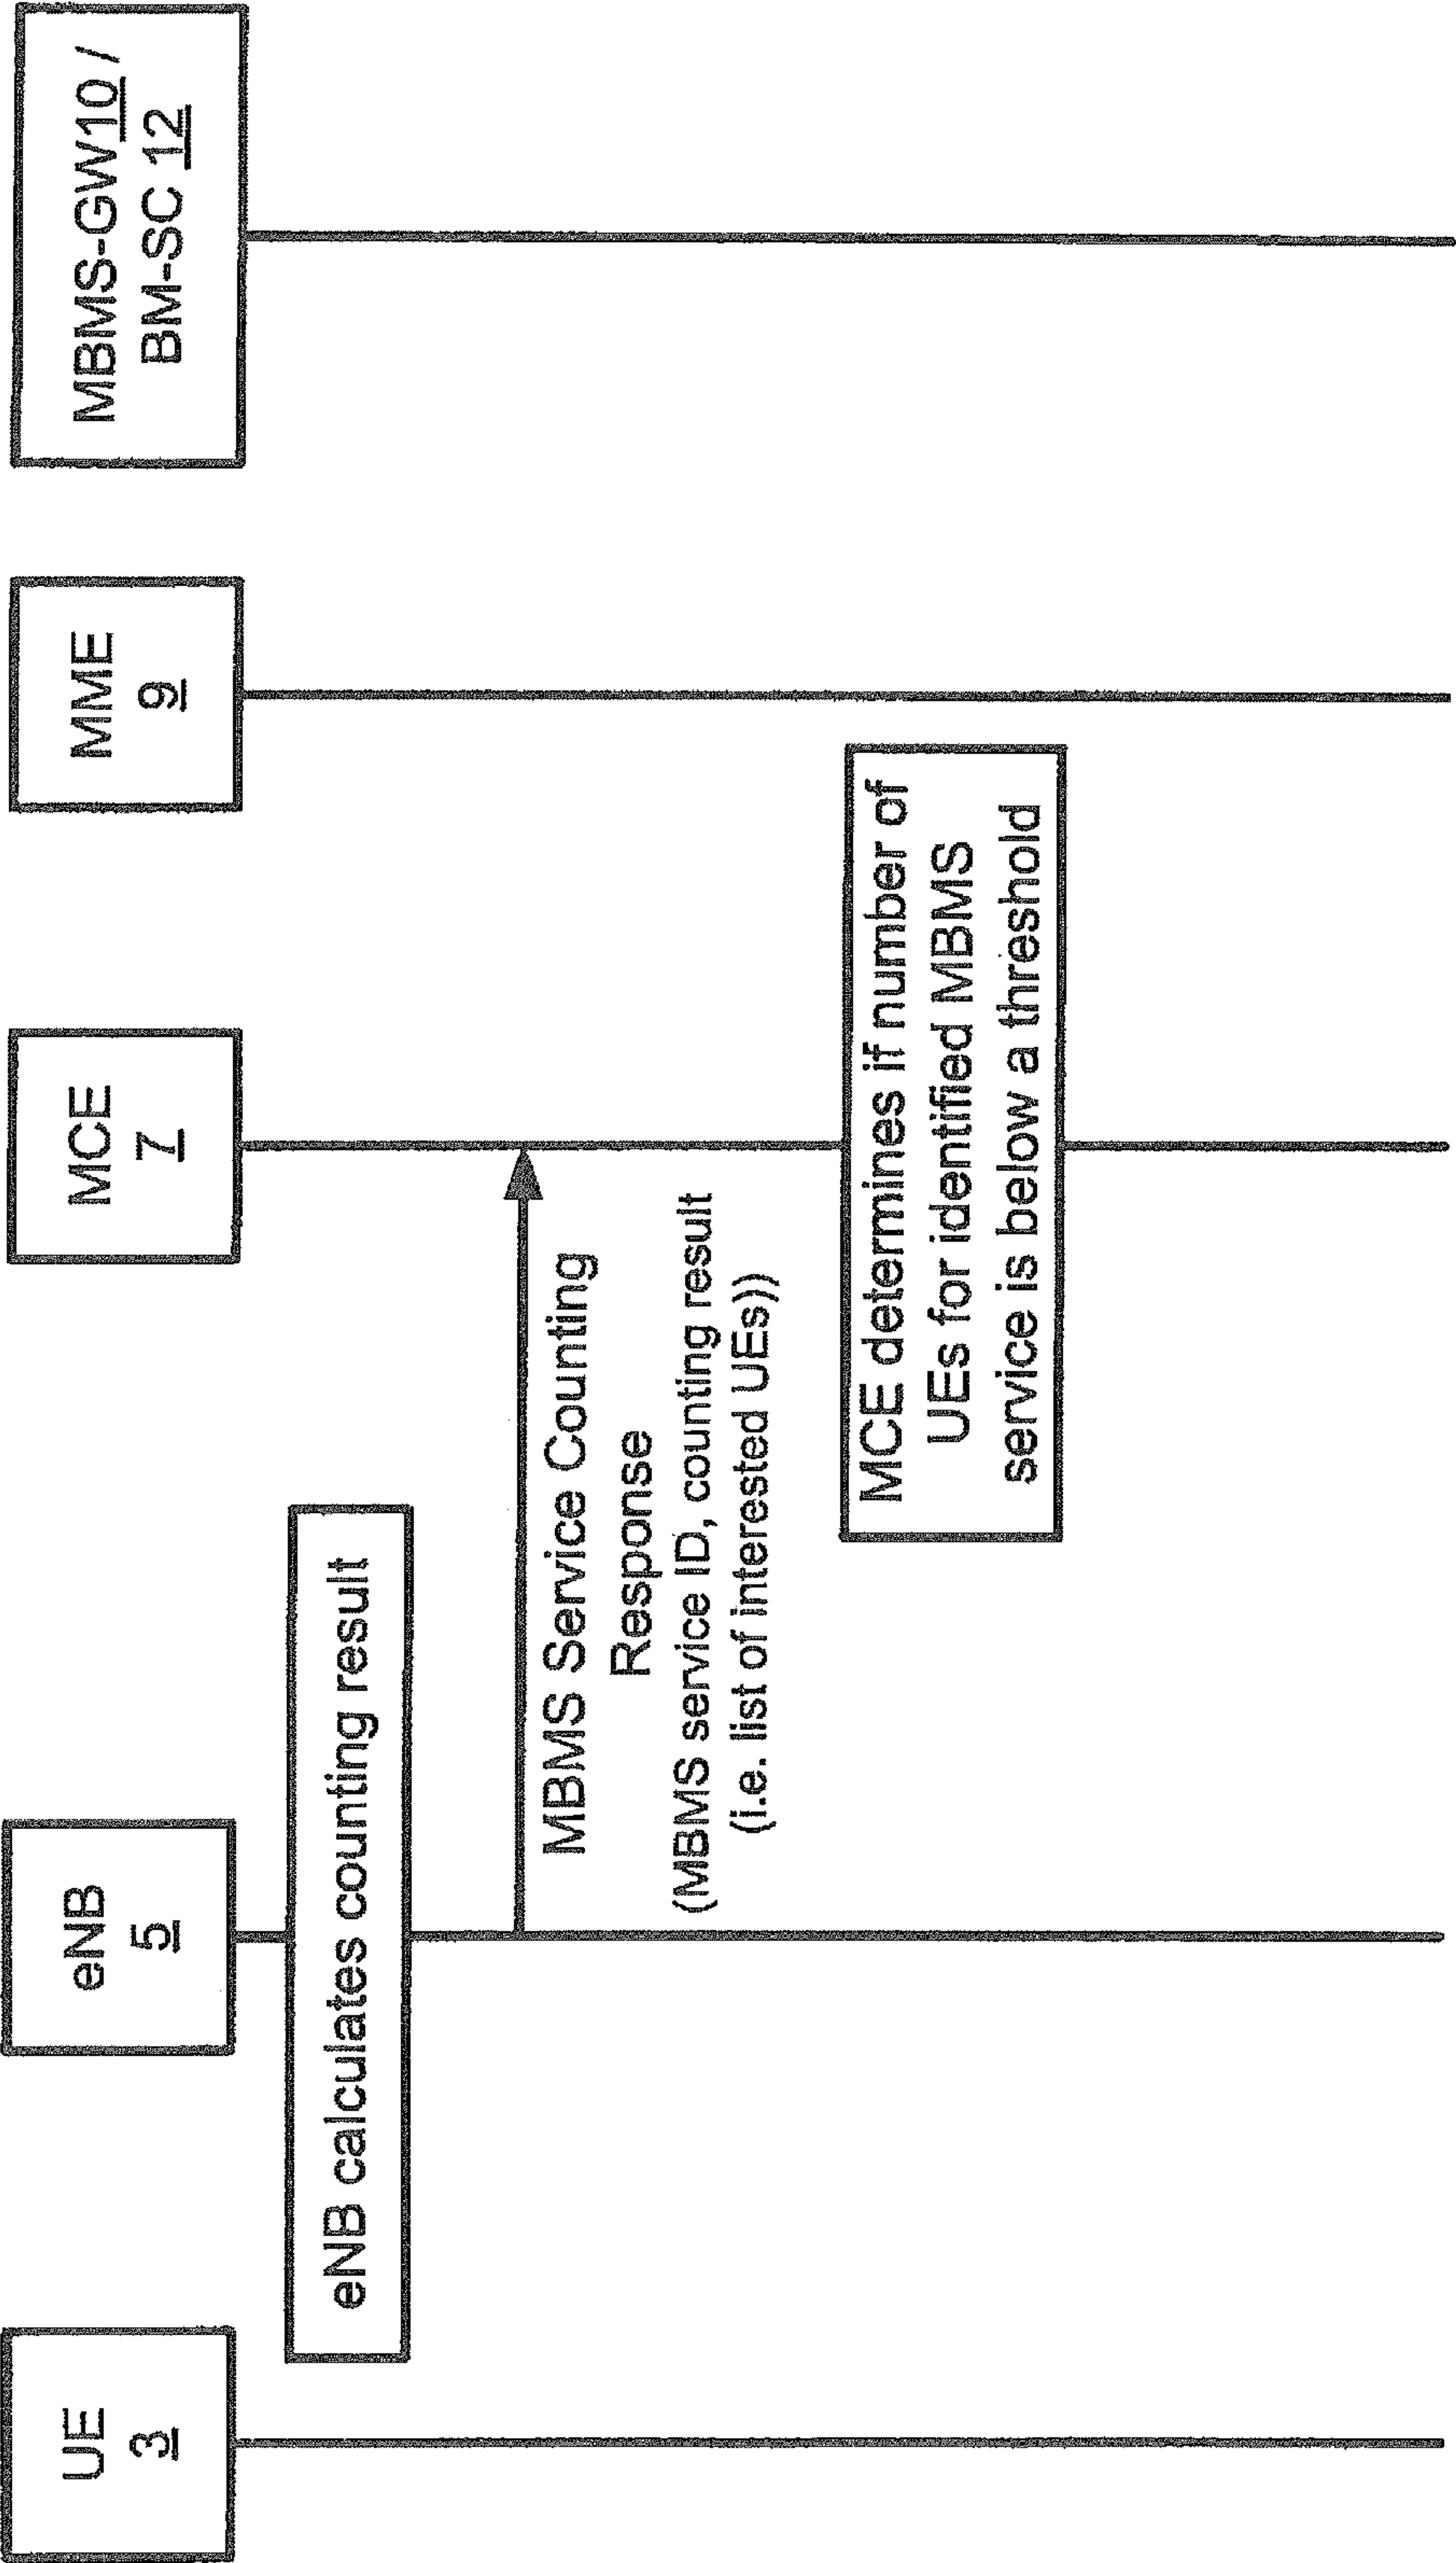 UE
3
eNB
5
MCE
7
MME
9
MBMS-GW10 /
BM-SC 12
eNB calculates counting result
MBMS Service Counting
Response
(MBMS service ID, counting result
(i.e. list of interested UEs))
MCE determines if number of
UEs for identified MBMS
service is below a threshold